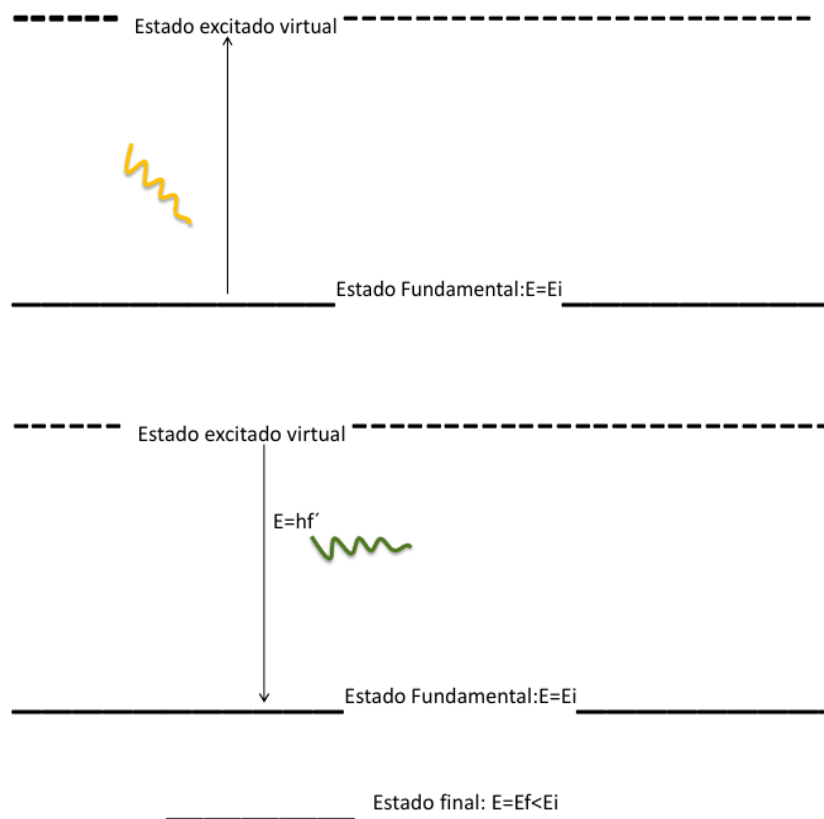 Estado excitado virtual
Estado Fundamental:E=Ei
Estado excitado virtual
E=hf´
Estado Fundamental:E=Ei
Estado final: E=Ef<Ei